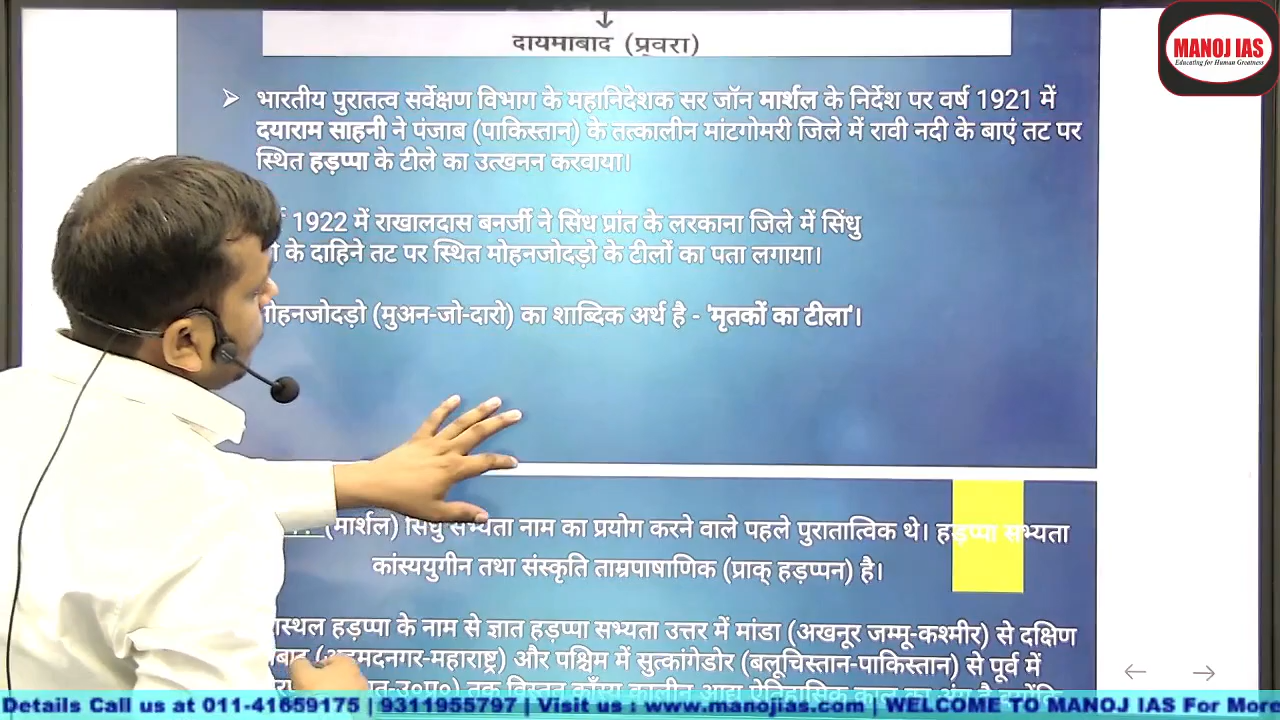 दायमाबाद (प्रवरा)
MANOJ IAS
Educating for Human Greatness
भारतीय पुरातत्व सर्वेक्षण विभाग के महानिदेशक सर जॉन मार्शल के निर्देश पर वर्ष 1921 में
दयाराम साहनी ने पंजाब (पाकिस्तान) के तत्कालीन मांटगोमरी जिले में रावी नदी के बाएं तट पर
स्थित हड़प्पा के टीले का उत्खनन करवाया।
1922 में राखालदास बनर्जी ने सिंध प्रांत के लरकाना जिले में सिंधु
के दाहिने तट पर स्थित मोहनजोदड़ो के टीलों का पता लगाया।
(मुअन-जो-दारो) का शाब्दिक अर्थ है - 'मृतकों का टीला'।
(मार्शल) सिंधु सभ्यता नाम का प्रयोग करने वाले पहले पुरातात्विक थे। हड़प्पा सभ्यता
कांस्ययुगीन तथा संस्कृति ताम्रपाषाणिक (प्राक् हड़प्पन) है।
हड़प्पा के नाम से ज्ञात हड़प्पा सभ्यता उत्तर में मांडा (अखनूर जम्मू-कश्मीर) से दक्षिण
(अहमदनगर-महाराष्ट्र) और पश्चिम में सुत्कांगेडोर (बलूचिस्तान-पाकिस्तान) से पूर्व में
Details Call us at 011-41659175 | 9311955797 | Visit us : www.manojias.com | WELCOME TO MANOJ IAS For More